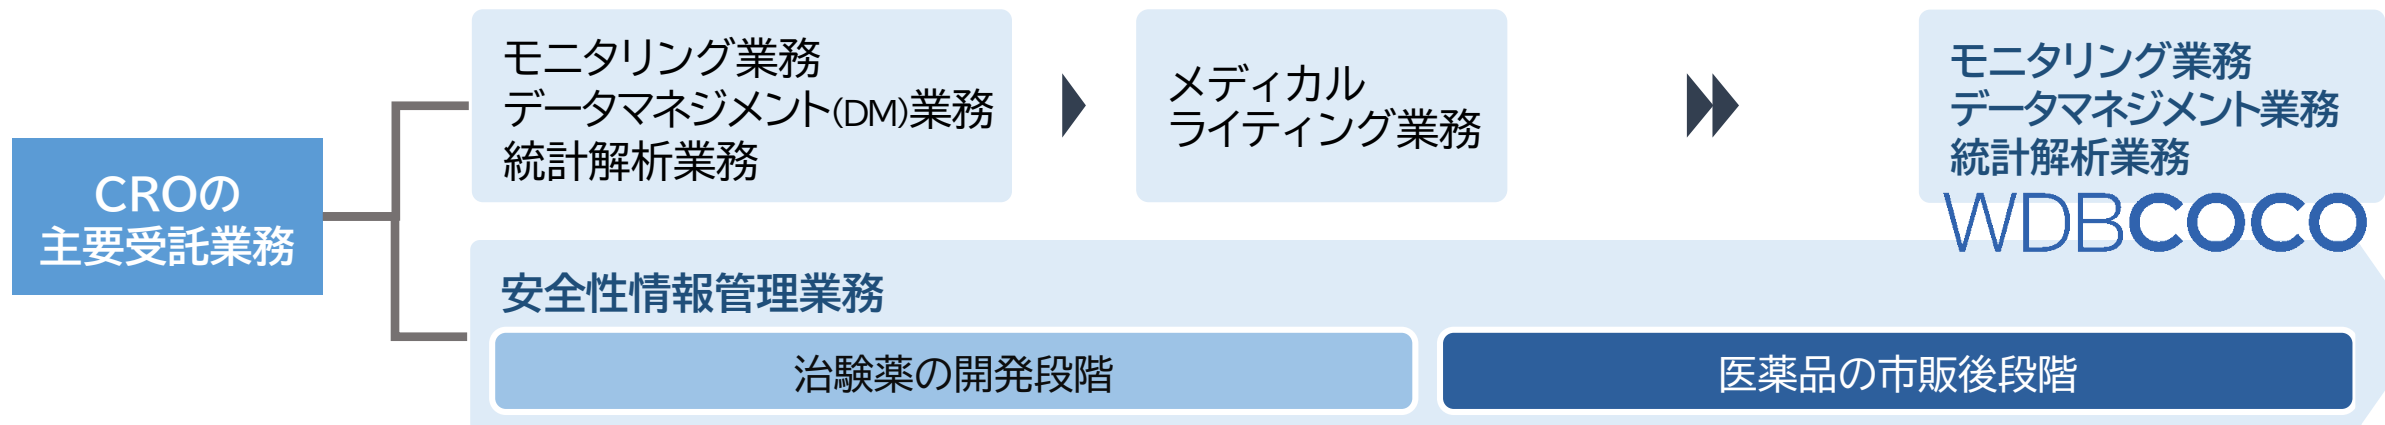 CROの
主要受託業務
モニタリング業務
データマネジメント(DM)業務
統計解析業務
メディカル
ライティング業務
モニタリング業務
データマネジメント業務
統計解析業務
WDBCOCO
安全性情報管理業務
治験薬の開発段階
医薬品の市販後段階